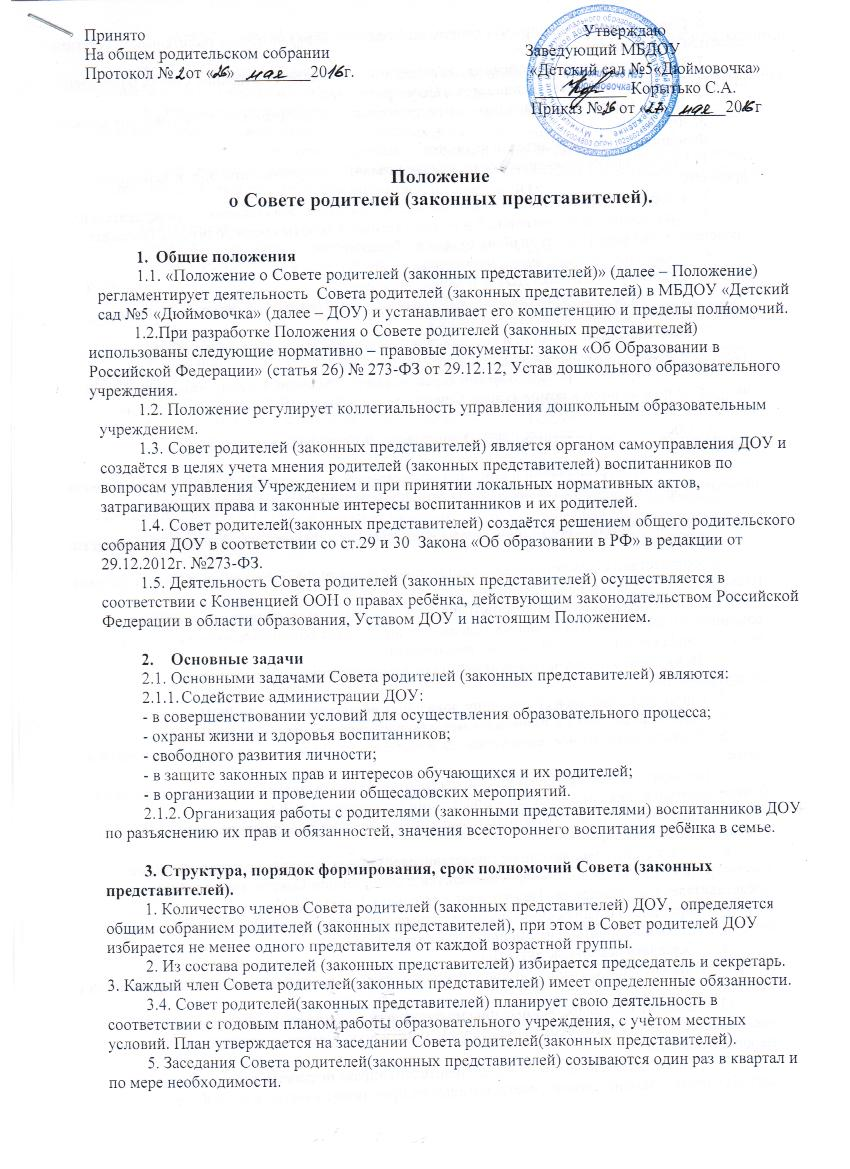 Принято
На общем родительском собрании
Протокол № 2 от «26» мая 2016г.
Утверждаю
Заведующий МБДОУ
«Детский сад №5«Дюймовочка»
____________ Корытько С.А.
Приказ №26 от «27» мая 2016г
Положение
о Совете родителей (законных представителей).
1. Общие положения
1.1. «Положение о Совете родителей (законных представителей)» (далее – Положение)
регламентирует деятельность Совета родителей (законных представителей) в МБДОУ «Детский
сад №5 «Дюймовочка» (далее – ДОУ) и устанавливает его компетенцию и пределы полномочий.
1.2.При разработке Положения о Совете родителей (законных представителей)
использованы следующие нормативно – правовые документы: закон «Об Образовании в
Российской Федерации» (статья 26) № 273-ФЗ от 29.12.12, Устав дошкольного образовательного
учреждения.
1.2. Положение регулирует коллегиальность управления дошкольным образовательным
учреждением.
1.3. Совет родителей (законных представителей) является органом самоуправления ДОУ и
создаётся в целях учета мнения родителей (законных представителей) воспитанников по
вопросам управления Учреждением и при принятии локальных нормативных актов,
затрагивающих права и законные интересы воспитанников и их родителей.
1.4. Совет родителей(законных представителей) создаётся решением общего родительского
собрания ДОУ в соответствии со ст.29 и 30 Закона «Об образовании в РФ» в редакции от
29.12.2012г. №273-ФЗ.
1.5. Деятельность Совета родителей (законных представителей) осуществляется в
соответствии с Конвенцией ООН о правах ребёнка, действующим законодательством Российской
Федерации в области образования, Уставом ДОУ и настоящим Положением.
2. Основные задачи
2.1. Основными задачами Совета родителей (законных представителей) являются:
2.1.1.Содействие администрации ДОУ:
- в совершенствовании условий для осуществления образовательного процесса;
- охраны жизни и здоровья воспитанников;
- свободного развития личности;
- в защите законных прав и интересов обучающихся и их родителей;
- в организации и проведении общесадовских мероприятий.
2.1.2.Организация работы с родителями (законными представителями) воспитанников ДОУ
по разъяснению их прав и обязанностей, значения всестороннего воспитания ребёнка в семье.
3. Структура, порядок формирования, срок полномочий Совета (законных
представителей).
1. Количество членов Совета родителей (законных представителей) ДОУ, определяется
общим собранием родителей (законных представителей), при этом в Совет родителей ДОУ
избирается не менее одного представителя от каждой возрастной группы.
2. Из состава родителей (законных представителей) избирается председатель и секретарь.
3. Каждый член Совета родителей(законных представителей) имеет определенные обязанности.
3.4. Совет родителей(законных представителей) планирует свою деятельность в
соответствии с годовым планом работы образовательного учреждения, с учётом местных
условий. План утверждается на заседании Совета родителей(законных представителей).
5. Заседания Совета родителей(законных представителей) созываются один раз в квартал и
по мере необходимости.